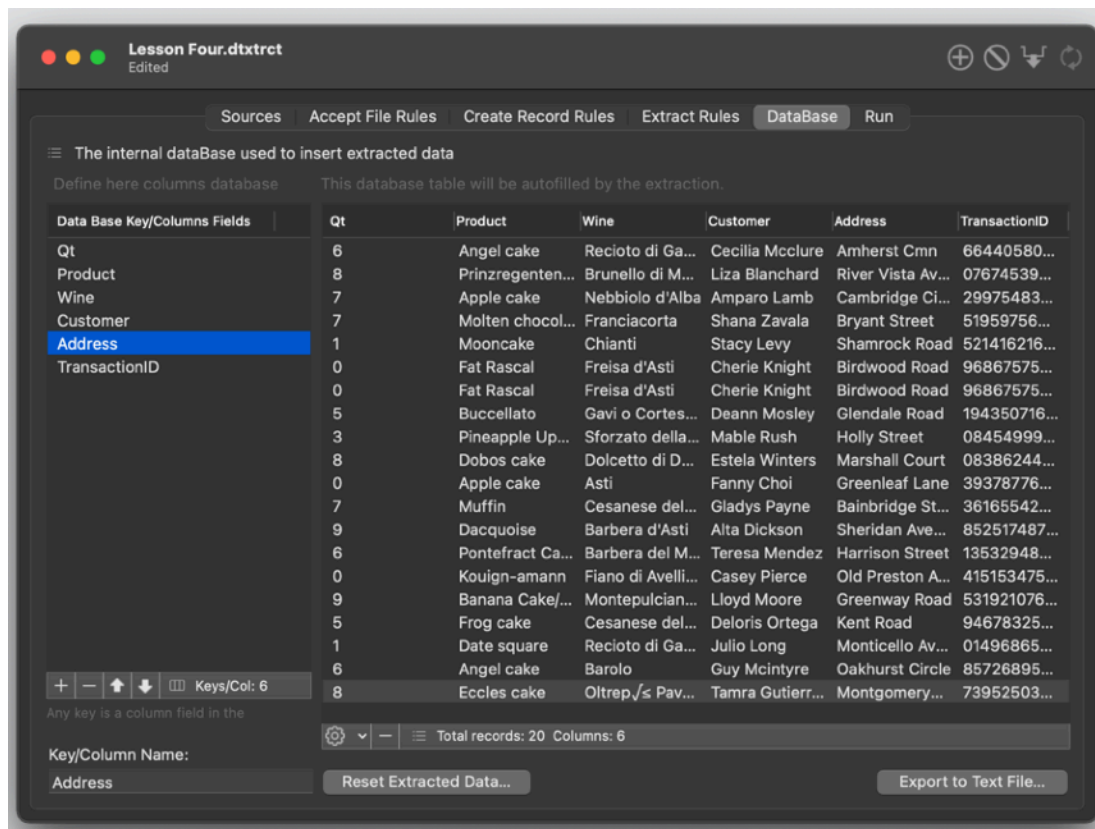 Lesson Four.dtxtrct
Edited
Sources Accept File Rules Create Record Rules Extract Rules DataBase Run
The internal dataBase used to insert extracted data
Define here columns database This database table will be autofilled by the extraction.
Data Base Key/Columns Fields
Qt
Product
Wine
Customer
Address
TransactionID
Qt Product Wine Customer Address TransactionID
6 Angel cake Recioto di Ga... Cecilia Mcclure Amherst Cmn 66440580...
8 Prinzregenten... Brunello di M... Liza Blanchard River Vista Av... 07674539...
7 Apple cake Nebbiolo d'Alba Amparo Lamb Cambridge Ci... 29975483...
7 Molten chocol... Franciacorta Shana Zavala Bryant Street 51959756...
1 Mooncake Chianti Stacy Levy Shamrock Road 521416216...
0 Fat Rascal Freisa d'Asti Cherie Knight Birdwood Road 96867575...
0 Fat Rascal Freisa d'Asti Cherie Knight Birdwood Road 96867575...
5 Buccellato Gavi o Cortes... Deann Mosley Glendale Road 194350716...
3 Pineapple Up... Sforzato della... Mable Rush Holly Street 08454999...
8 Dobos cake Dolcetto di D... Estela Winters Marshall Court 08386244...
0 Apple cake Asti Fanny Choi Greenleaf Lane 39378776...
7 Muffin Cesanese del... Gladys Payne Bainbridge St... 36165542...
9 Dacquoise Barbera d'Asti Alta Dickson Sheridan Ave... 852517487...
6 Pontefract Ca... Barbera del M... Teresa Mendez Harrison Street 13532948...
0 Kouign-amann Fiano di Avelli... Casey Pierce Old Preston A... 415153475...
9 Banana Cake/... Montepulcian... Lloyd Moore Greenway Road 531921076...
5 Frog cake Cesanese del... Deloris Ortega Kent Road 94678325...
1 Date square Recioto di Ga... Julio Long Monticello Av... 01496865...
6 Angel cake Barolo Guy Mcintyre Oakhurst Circle 85726895...
8 Eccles cake Oltrep√≤ Pav... Tamra Gutierr... Montgomery... 73952503...
Keys/Col: 6
Any key is a column field in the
Total records: 20 Columns: 6
Key/Column Name:
Address
Reset Extracted Data...
Export to Text File...